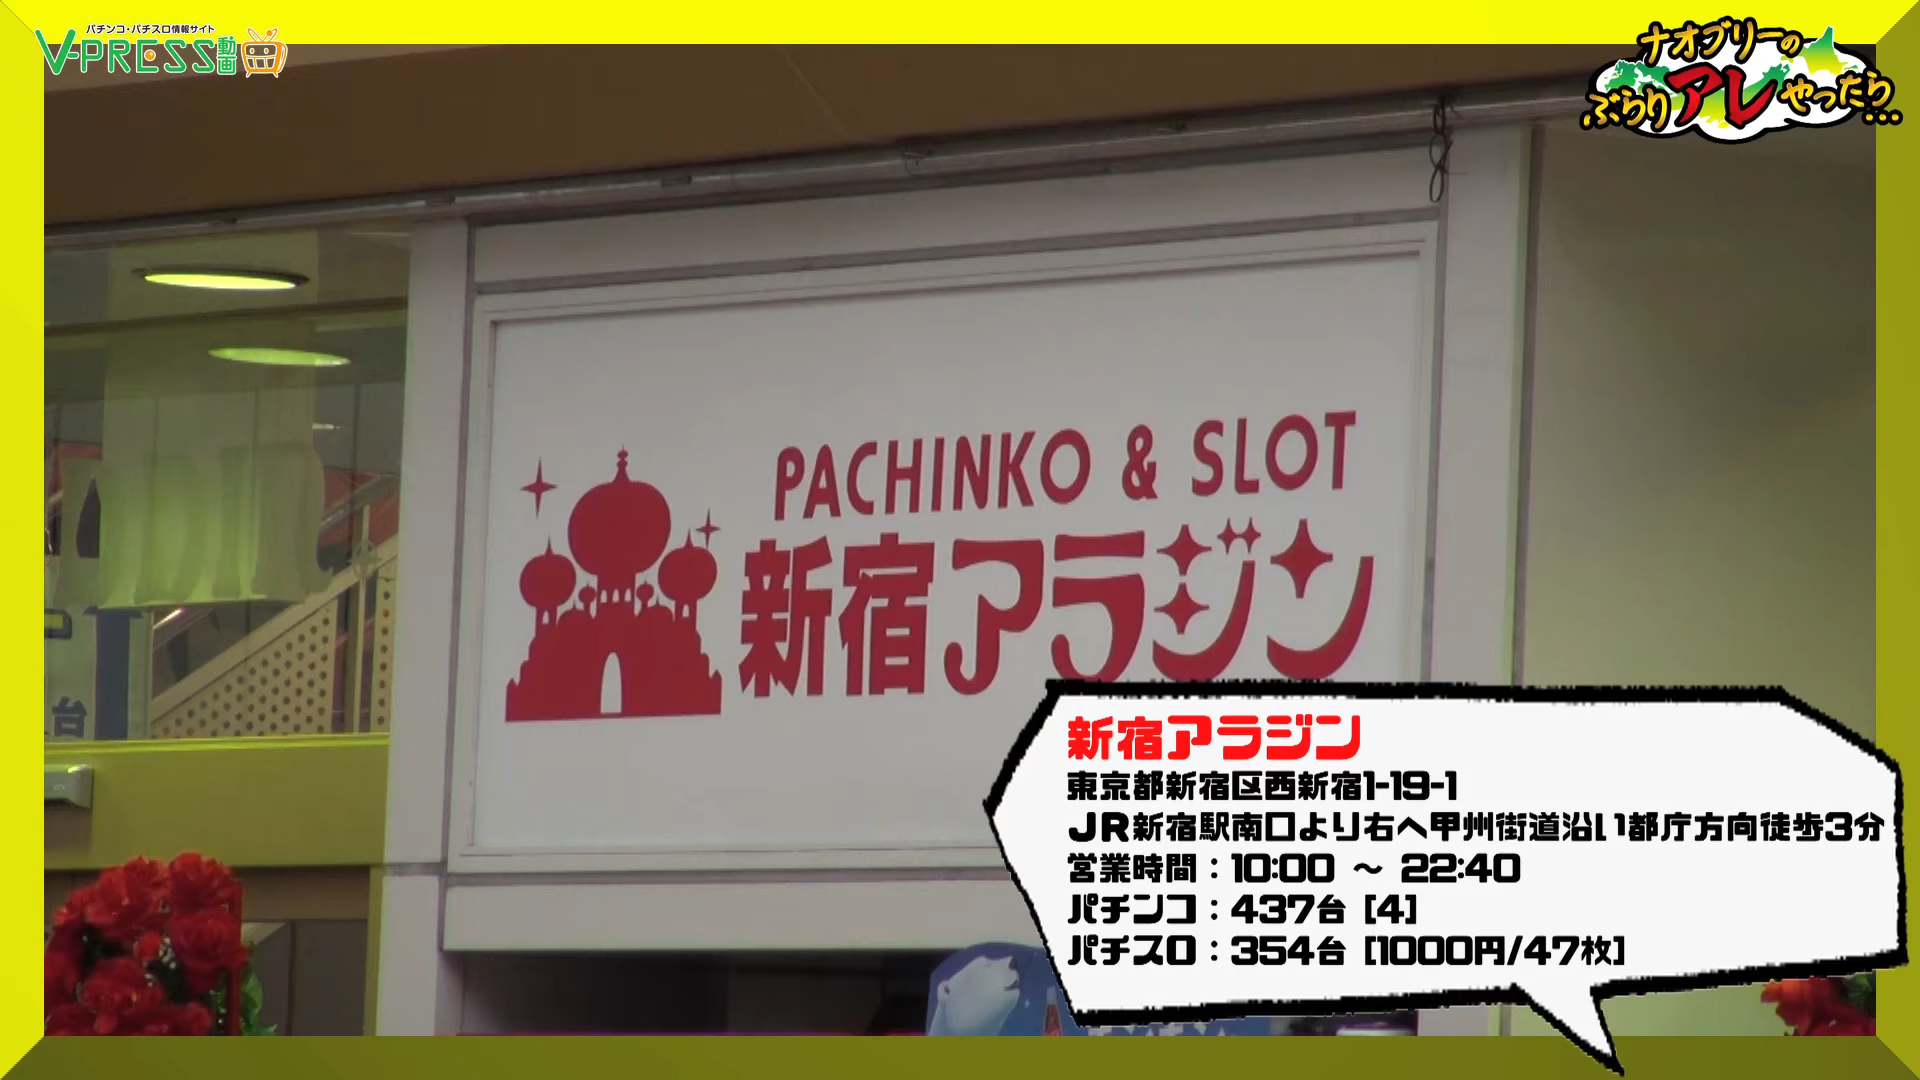 パチンコ・パチスロ情報サイト
V-PRESS動画
ナオブリーの
ぶらりアレやったら...
PACHINKO & SLOT
新宿アラジン
台
新宿アラジン
東京都新宿区西新宿1-19-1
JR新宿駅南口より右へ甲州街道沿い都庁方向徒歩3分
営業時間：10:00 ～ 22:40
パチンコ：437台 [4]
パチスロ：354台 [1000円/47枚]